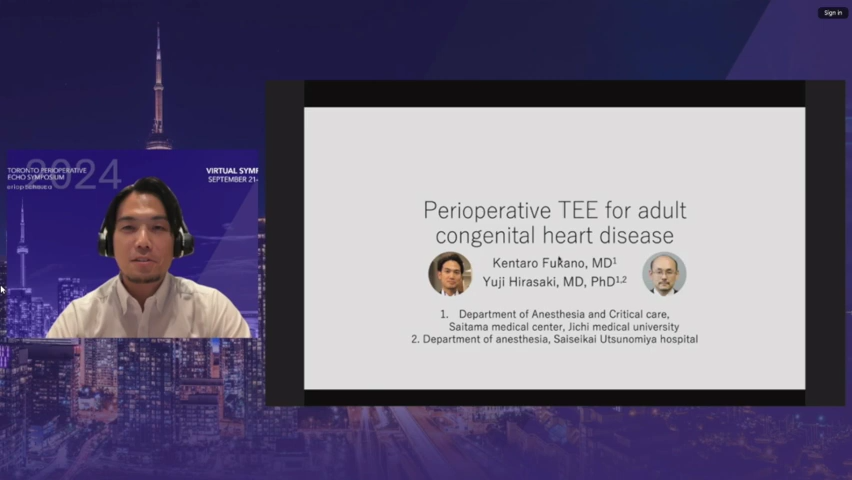 Sign in
2024
TORONTO PERIOPERATIVE
ECHO SYMPOSIUM
VIRTUAL SYMP
SEPTEMBER 21-
Perioperative TEE for adult
congenital heart disease
Kentaro Fukano, MD1
Yuji Hirasaki, MD, PhD1,2
1. Department of Anesthesia and Critical care,
Saitama medical center, Jichi medical university
2. Department of anesthesia, Saiseikai Utsunomiya hospital